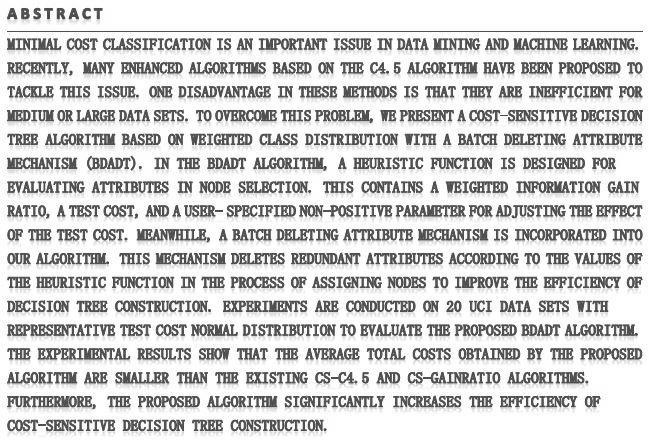 ABSTRACT
MINIMAL COST CLASSIFICATION IS AN IMPORTANT ISSUE IN DATA MINING AND MACHINE LEARNING.
RECENTLY, MANY ENHANCED ALGORITHMS BASED ON THE C4.5 ALGORITHM HAVE BEEN PROPOSED TO
TACKLE THIS ISSUE. ONE DISADVANTAGE IN THESE METHODS IS THAT THEY ARE INEFFICIENT FOR
MEDIUM OR LARGE DATA SETS. TO OVERCOME THIS PROBLEM, WE PRESENT A COST-SENSITIVE DECISION
TREE ALGORITHM BASED ON WEIGHTED CLASS DISTRIBUTION WITH A BATCH DELETING ATTRIBUTE
MECHANISM (BDADT). IN THE BDADT ALGORITHM, A HEURISTIC FUNCTION IS DESIGNED FOR
EVALUATING ATTRIBUTES IN NODE SELECTION. THIS CONTAINS A WEIGHTED INFORMATION GAIN
RATIO, A TEST COST, AND A USER- SPECIFIED NON-POSITIVE PARAMETER FOR ADJUSTING THE EFFECT
OF THE TEST COST. MEANWHILE, A BATCH DELETING ATTRIBUTE MECHANISM IS INCORPORATED INTO
OUR ALGORITHM. THIS MECHANISM DELETES REDUNDANT ATTRIBUTES ACCORDING TO THE VALUES OF
THE HEURISTIC FUNCTION IN THE PROCESS OF ASSIGNING NODES TO IMPROVE THE EFFICIENCY OF
DECISION TREE CONSTRUCTION. EXPERIMENTS ARE CONDUCTED ON 20 UCI DATA SETS WITH
REPRESENTATIVE TEST COST NORMAL DISTRIBUTION TO EVALUATE THE PROPOSED BDADT ALGORITHM.
THE EXPERIMENTAL RESULTS SHOW THAT THE AVERAGE TOTAL COSTS OBTAINED BY THE PROPOSED
ALGORITHM ARE SMALLER THAN THE EXISTING CS-C4.5 AND CS-GAINRATIO ALGORITHMS.
FURTHERMORE, THE PROPOSED ALGORITHM SIGNIFICANTLY INCREASES THE EFFICIENCY OF
COST-SENSITIVE DECISION TREE CONSTRUCTION.